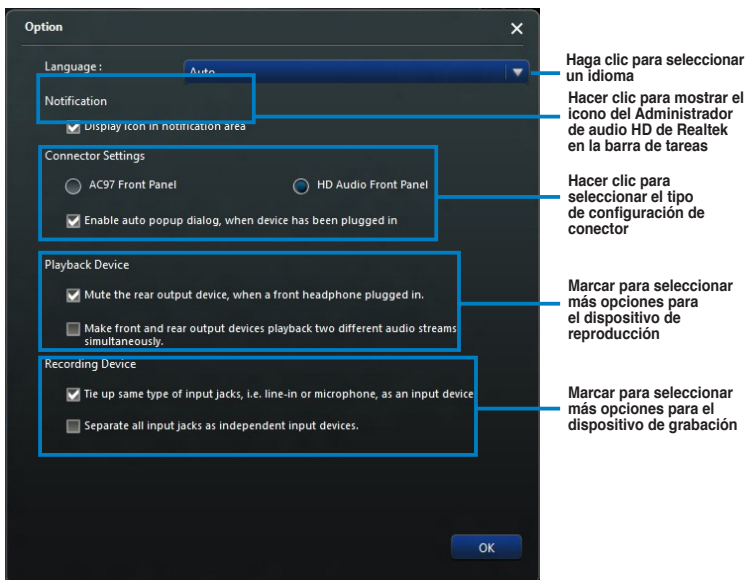 Option
Language :
Auto
Notification
Display icon in notification area
Connector Settings
AC97 Front Panel
HD Audio Front Panel
Enable auto popup dialog, when device has been plugged in
Playback Device
Mute the rear output device, when a front headphone plugged in.
Make front and rear output devices playback two different audio streams
simultaneously.
Recording Device
Tie up same type of input jacks, i.e. line-in or microphone, as an input device
Separate all input jacks as independent input devices.
OK
Haga clic para seleccionar
un idioma
Hacer clic para mostrar el
icono del Administrador
de audio HD de Realtek
en la barra de tareas
Hacer clic para
seleccionar el tipo
de configuración de
conector
Marcar para seleccionar
más opciones para
el dispositivo de
reproducción
Marcar para seleccionar
más opciones para el
dispositivo de grabación